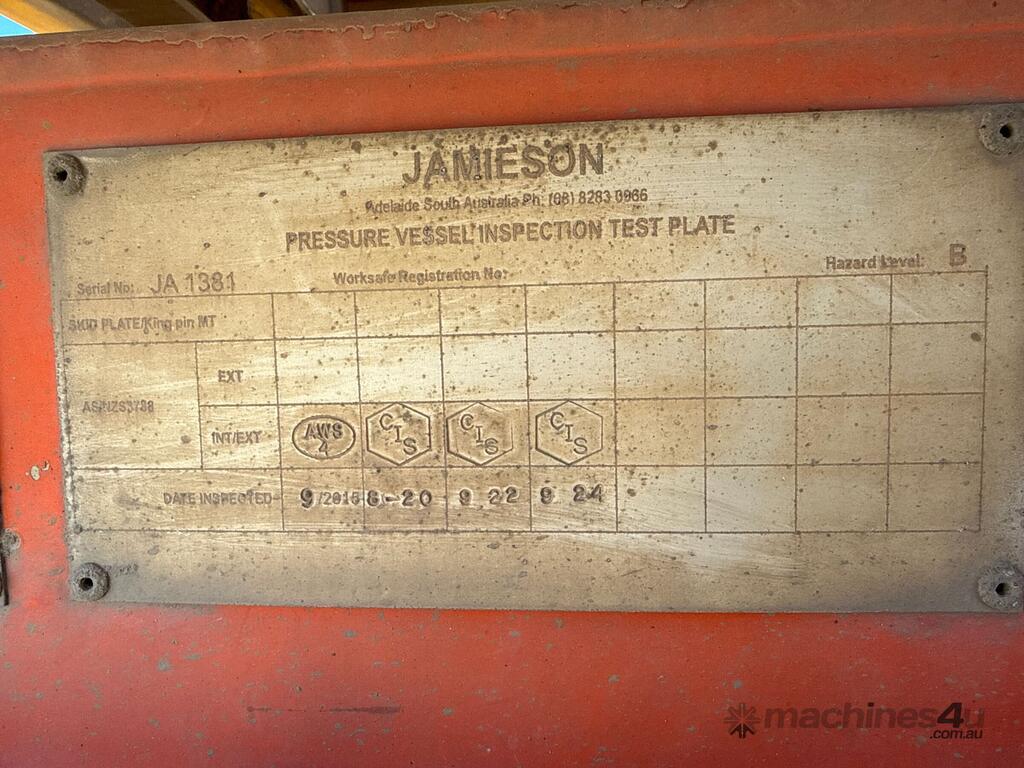 JAMIESON
Adelaide South Australia Ph: (08) 8283 0966
PRESSURE VESSEL INSPECTION TEST PLATE
Serial No: JA 1381 Worksafe Registration No: Hazard Level: B
SKID PLATE/King pin MT
EXT
AS/NZS3788
INT/EXT AWS 4 CIS CIS CIS
DATE INSPECTED 9/2015 8-20 9 22 9 24
machines4u
.com.au